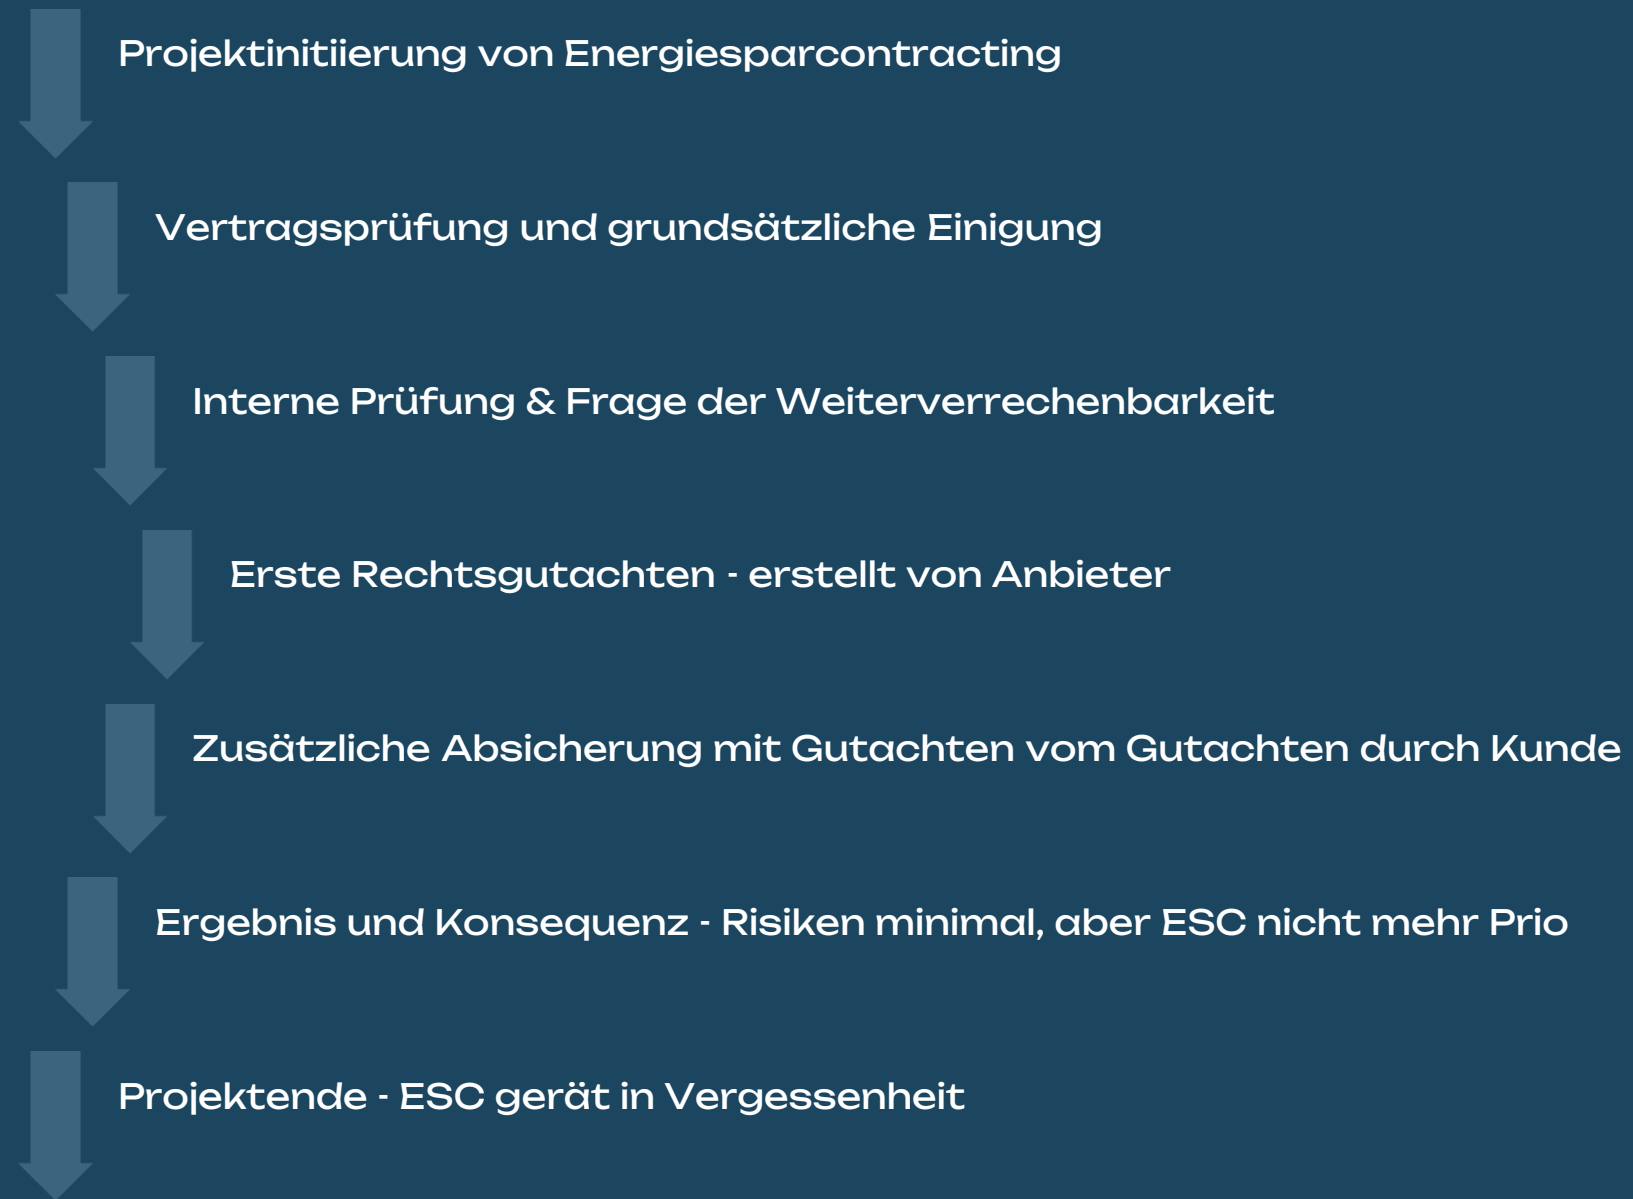 Projektinitiierung von Energiesparcontracting
Vertragsprüfung und grundsätzliche Einigung
Interne Prüfung & Frage der Weiterverrechenbarkeit
Erste Rechtsgutachten - erstellt von Anbieter
Zusätzliche Absicherung mit Gutachten vom Gutachten durch Kunde
Ergebnis und Konsequenz - Risiken minimal, aber ESC nicht mehr Prio
Projektende - ESC gerät in Vergessenheit